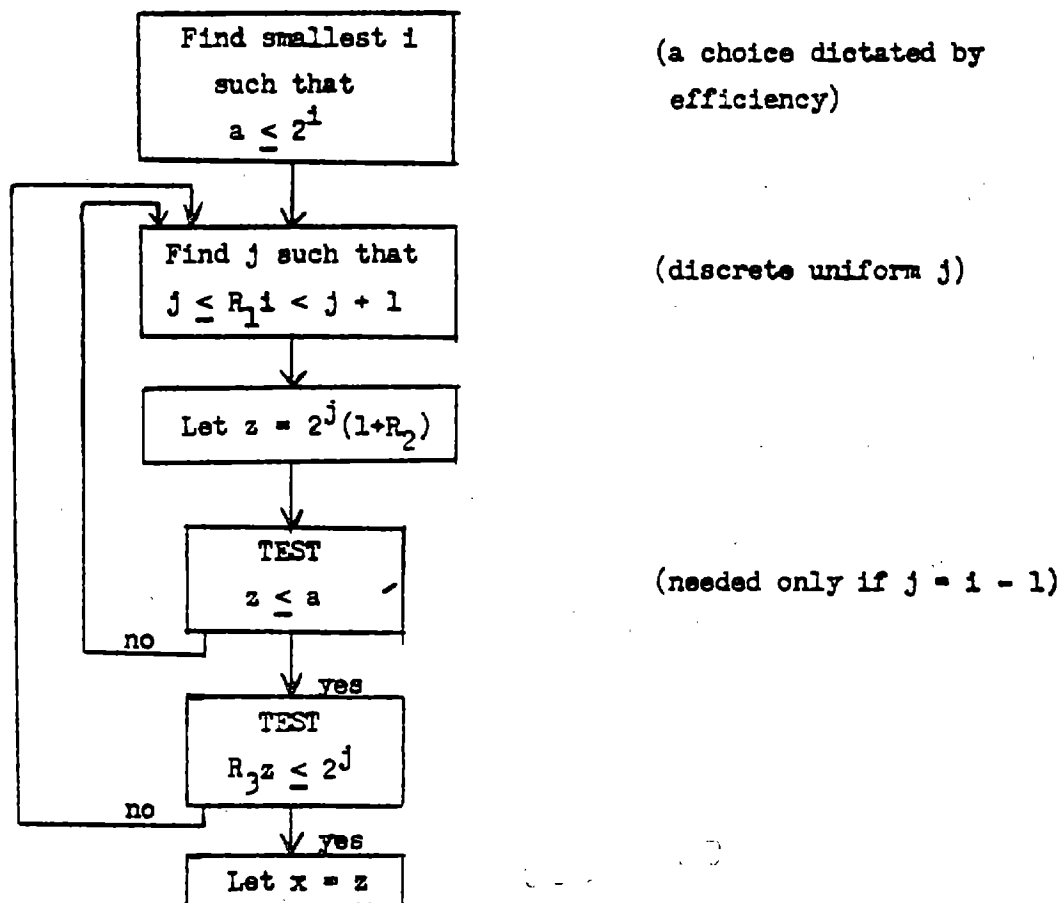 Find smallest i
such that
a ≤ 2^i
(a choice dictated by
efficiency)
Find j such that
j ≤ R_1 i < j + 1
(discrete uniform j)
Let z = 2^j(1+R_2)
TEST
z ≤ a
(needed only if j = i - 1)
no
yes
TEST
R_3 z ≤ 2^j
no
yes
Let x = z